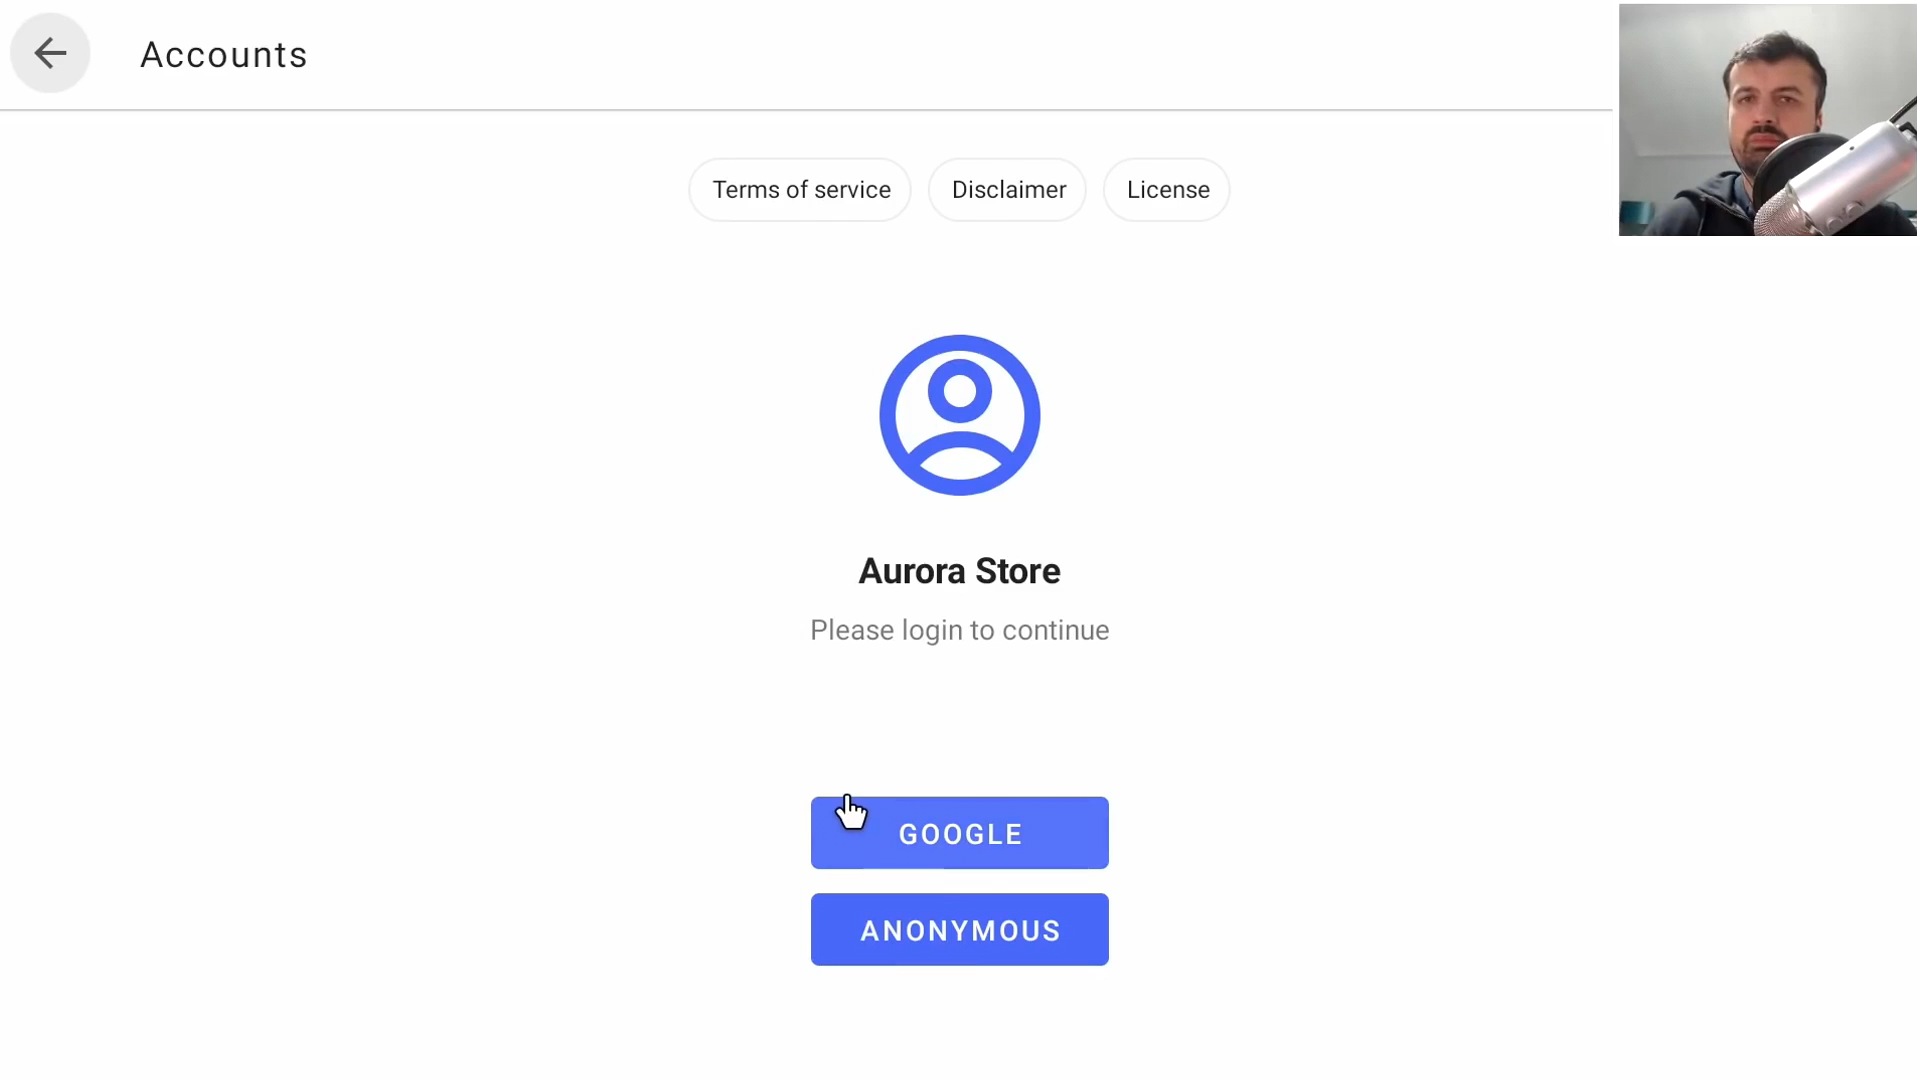 Accounts
Terms of service
Disclaimer
License
Aurora Store
Please login to continue
GOOGLE
ANONYMOUS